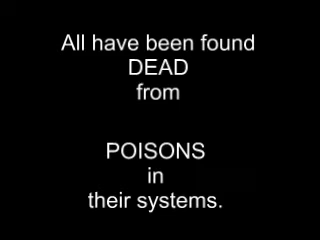 All have been found
DEAD
from
POISONS
in
their systems.